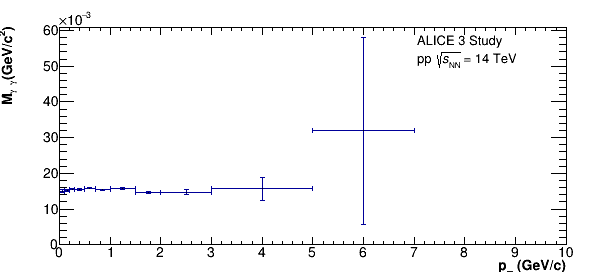 ×10⁻³
M_γ γ (GeV/c²)
60
50
40
30
20
10
0
ALICE 3 Study
pp √s_NN = 14 TeV
0 1 2 3 4 5 6 7 8 9 10
p_ (GeV/c)